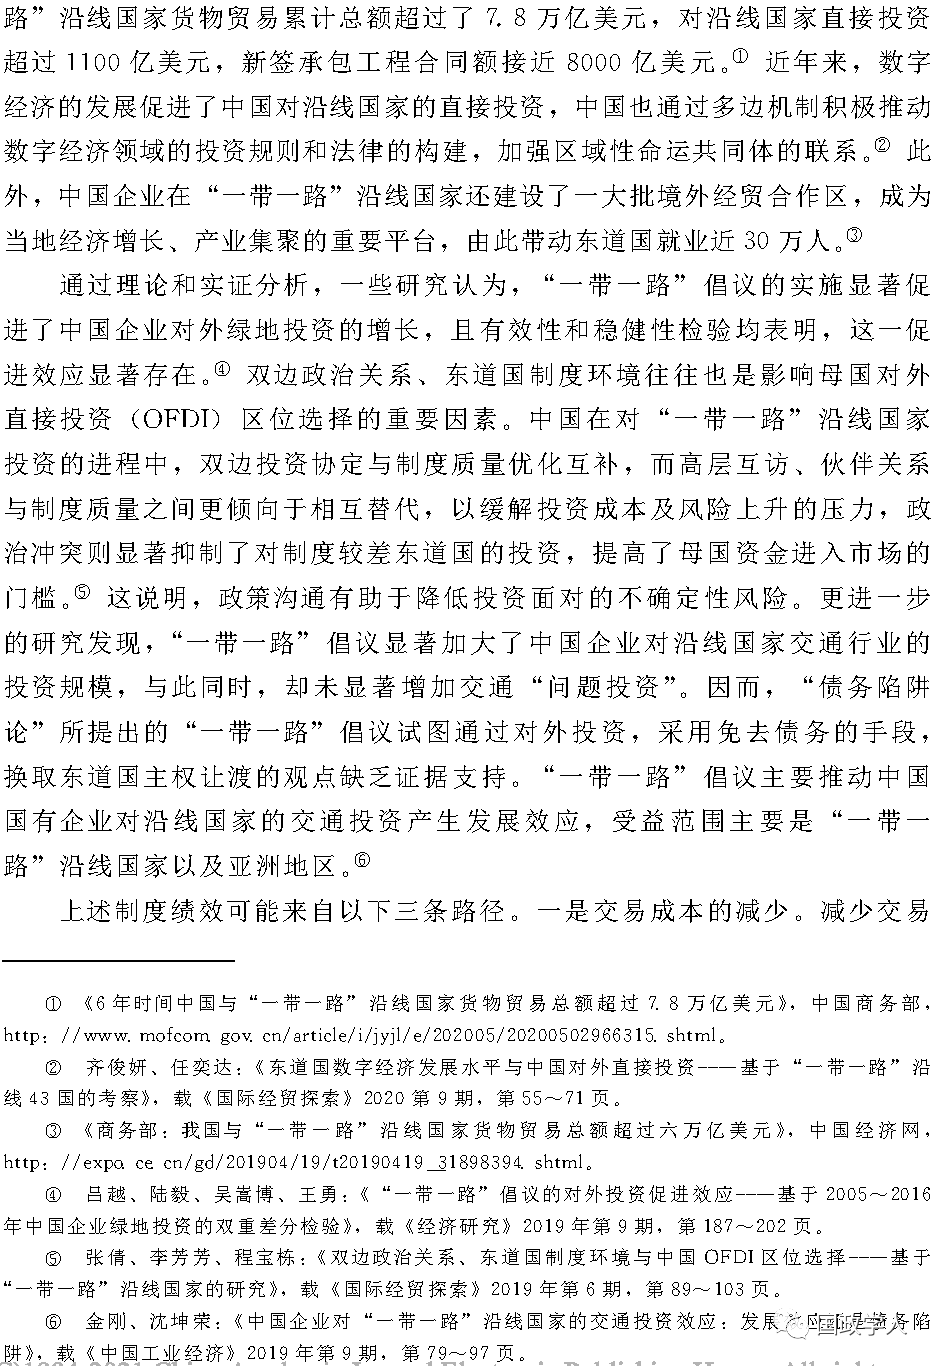 路”沿线国家货物贸易累计总额超过了 7.8 万亿美元，对沿线国家直接投资
超过 1100 亿美元，新签承包工程合同额接近 8000 亿美元。① 近年来，数字
经济的发展促进了中国对沿线国家的直接投资，中国也通过多边机制积极推动
数字经济领域的投资规则和法律的构建，加强区域性命运共同体的联系。② 此
外，中国企业在“一带一路”沿线国家还建设了一大批境外经贸合作区，成为
当地经济增长、产业集聚的重要平台，由此带动东道国就业近 30 万人。③
通过理论和实证分析，一些研究认为，“一带一路”倡议的实施显著促
进了中国企业对外绿地投资的增长，且有效性和稳健性检验均表明，这一促
进效应显著存在。④ 双边政治关系、东道国制度环境往往也是影响母国对外
直接投资（OFDI）区位选择的重要因素。中国在对“一带一路”沿线国家
投资的进程中，双边投资协定与制度质量优化互补，而高层互访、伙伴关系
与制度质量之间更倾向于相互替代，以缓解投资成本及风险上升的压力，政
治冲突则显著抑制了对制度较差东道国的投资，提高了母国资金进入市场的
门槛。⑤ 这说明，政策沟通有助于降低投资面对的不确定性风险。更进一步
的研究发现，“一带一路”倡议显著加大了中国企业对沿线国家交通行业的
投资规模，与此同时，却未显著增加交通“问题投资”。因而，“债务陷阱
论”所提出的“一带一路”倡议试图通过对外投资，采用免去债务的手段，
换取东道国主权让渡的观点缺乏证据支持。“一带一路”倡议主要推动中国
国有企业对沿线国家的交通投资产生发展效应，受益范围主要是“一带一
路”沿线国家以及亚洲地区。⑥
上述制度绩效可能来自以下三条路径。一是交易成本的减少。减少交易
① 《6 年时间中国与“一带一路”沿线国家货物贸易总额超过 7.8 万亿美元》，中国商务部，
http：//www.mofcom.gov.cn/article/i/jyjl/e/202005/20200502966315.shtml。
② 齐俊妍、任奕达：《东道国数字经济发展水平与中国对外直接投资——基于“一带一路”沿
线 43 国的考察》，载《国际经贸探索》2020 年第 9 期，第 55～71 页。
③ 《商务部：我国与“一带一路”沿线国家货物贸易总额超过六万亿美元》，中国经济网，
http：//expo.ce.cn/gd/201904/19/t20190419_31898394.shtml。
④ 吕越、陆毅、吴嵩博、王勇：《“一带一路”倡议的对外投资促进效应——基于 2005～2016
年中国企业绿地投资的双重差分检验》，载《经济研究》2019 年第 9 期，第 187～202 页。
⑤ 张倩、李芳芳、程宝栋：《双边政治关系、东道国制度环境与中国 OFDI 区位选择——基于
“一带一路”沿线国家的研究》，载《国际经贸探索》2019 年第 6 期，第 89～103 页。
⑥ 金刚、沈坤荣：《中国企业对“一带一路”沿线国家的交通投资效应：发展效应还是债务陷
阱》，载《中国工业经济》2019 年第 9 期，第 79～97 页。
国政学人